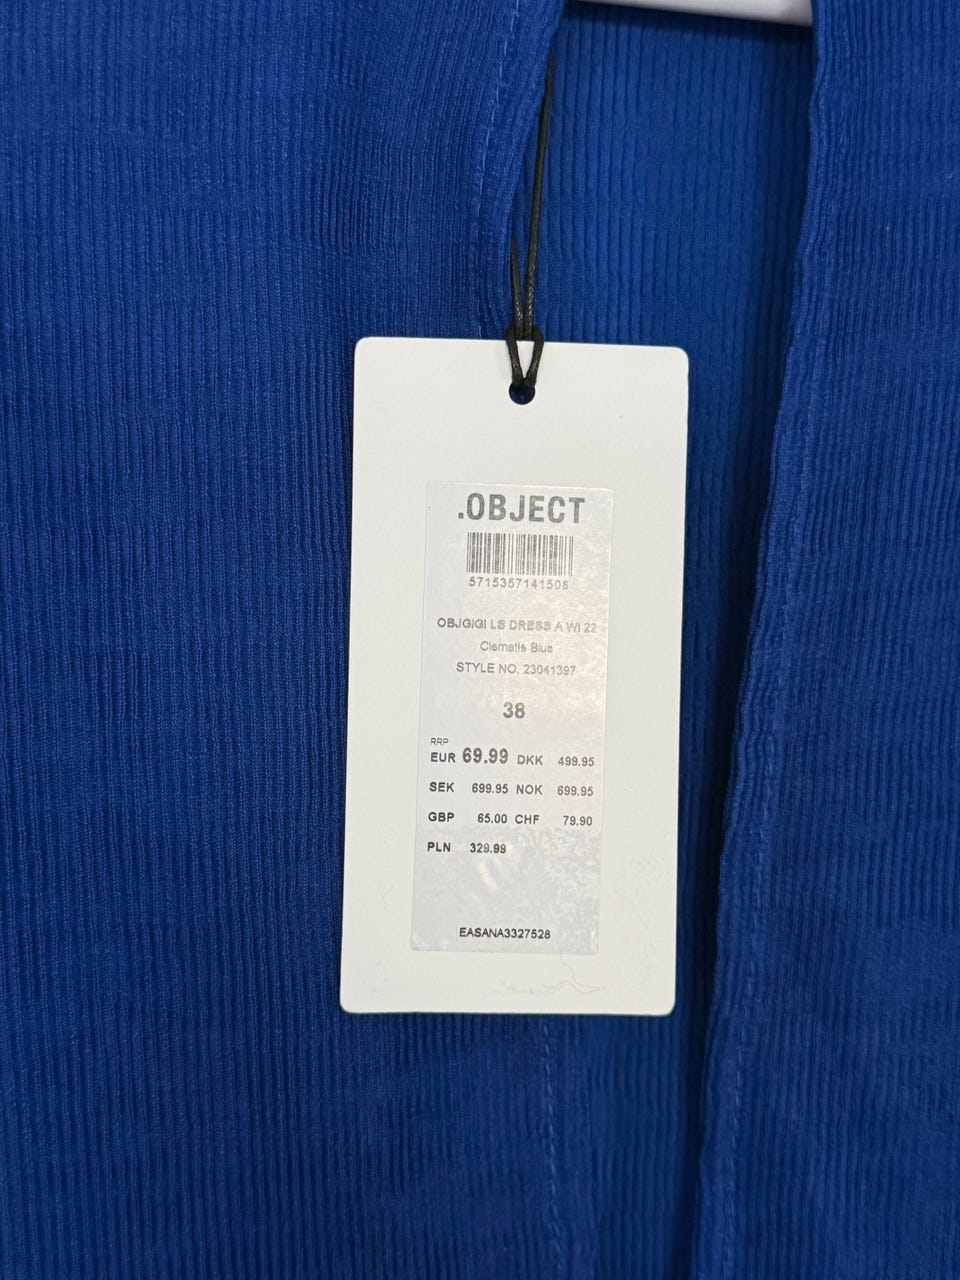 .OBJECT
5715357141508
OBJGIGI LS DRESS A WI 22
Clematis Blue
STYLE NO. 23041397
38
RRP
EUR 69.99 DKK 499.95
SEK 699.95 NOK 699.95
GBP 65.00 CHF 79.90
PLN 329.99
EASANA3327528